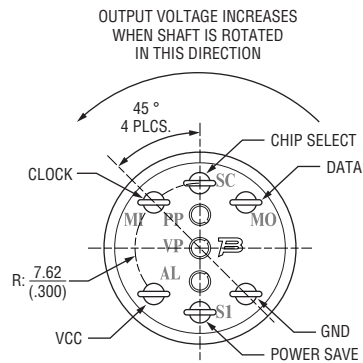 OUTPUT VOLTAGE INCREASES
WHEN SHAFT IS ROTATED
IN THIS DIRECTION
45 °
4 PLCS.
CHIP SELECT
CLOCK
SC
DATA
MI
PP
MO
VP
R: 7.62
(.300)
AL
S1
VCC
GND
POWER SAVE